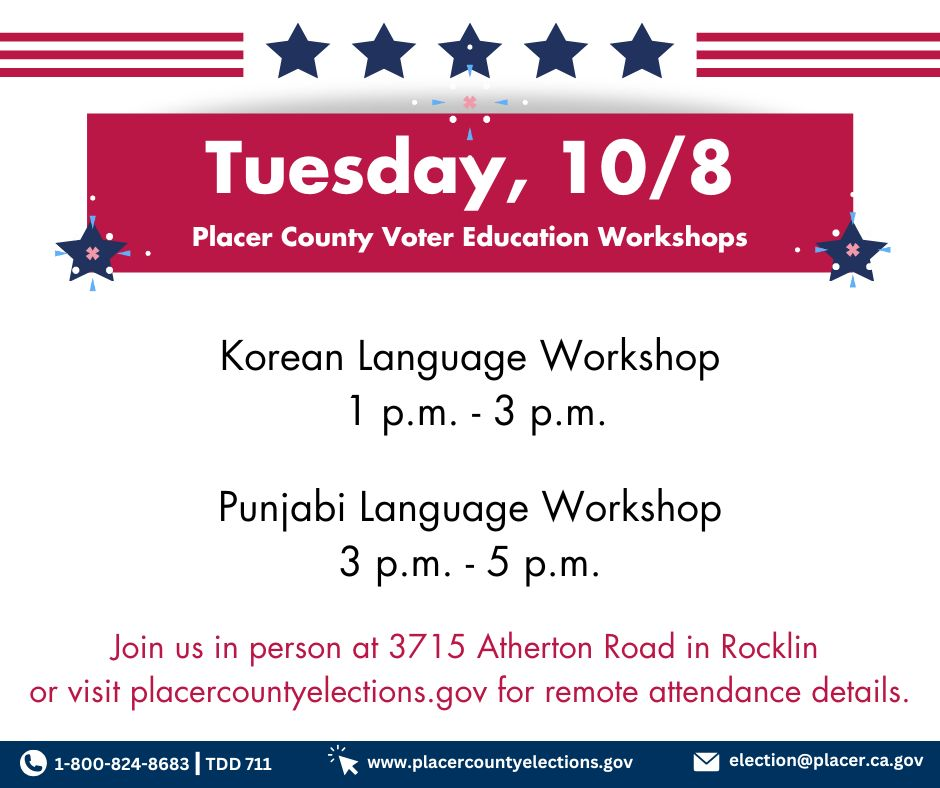 Tuesday, 10/8
Placer County Voter Education Workshops
Korean Language Workshop
1 p.m. - 3 p.m.
Punjabi Language Workshop
3 p.m. - 5 p.m.
Join us in person at 3715 Atherton Road in Rocklin
or visit placercountyelections.gov for remote attendance details.
1-800-824-8683 | TDD 711 www.placercountyelections.gov election@placer.ca.gov